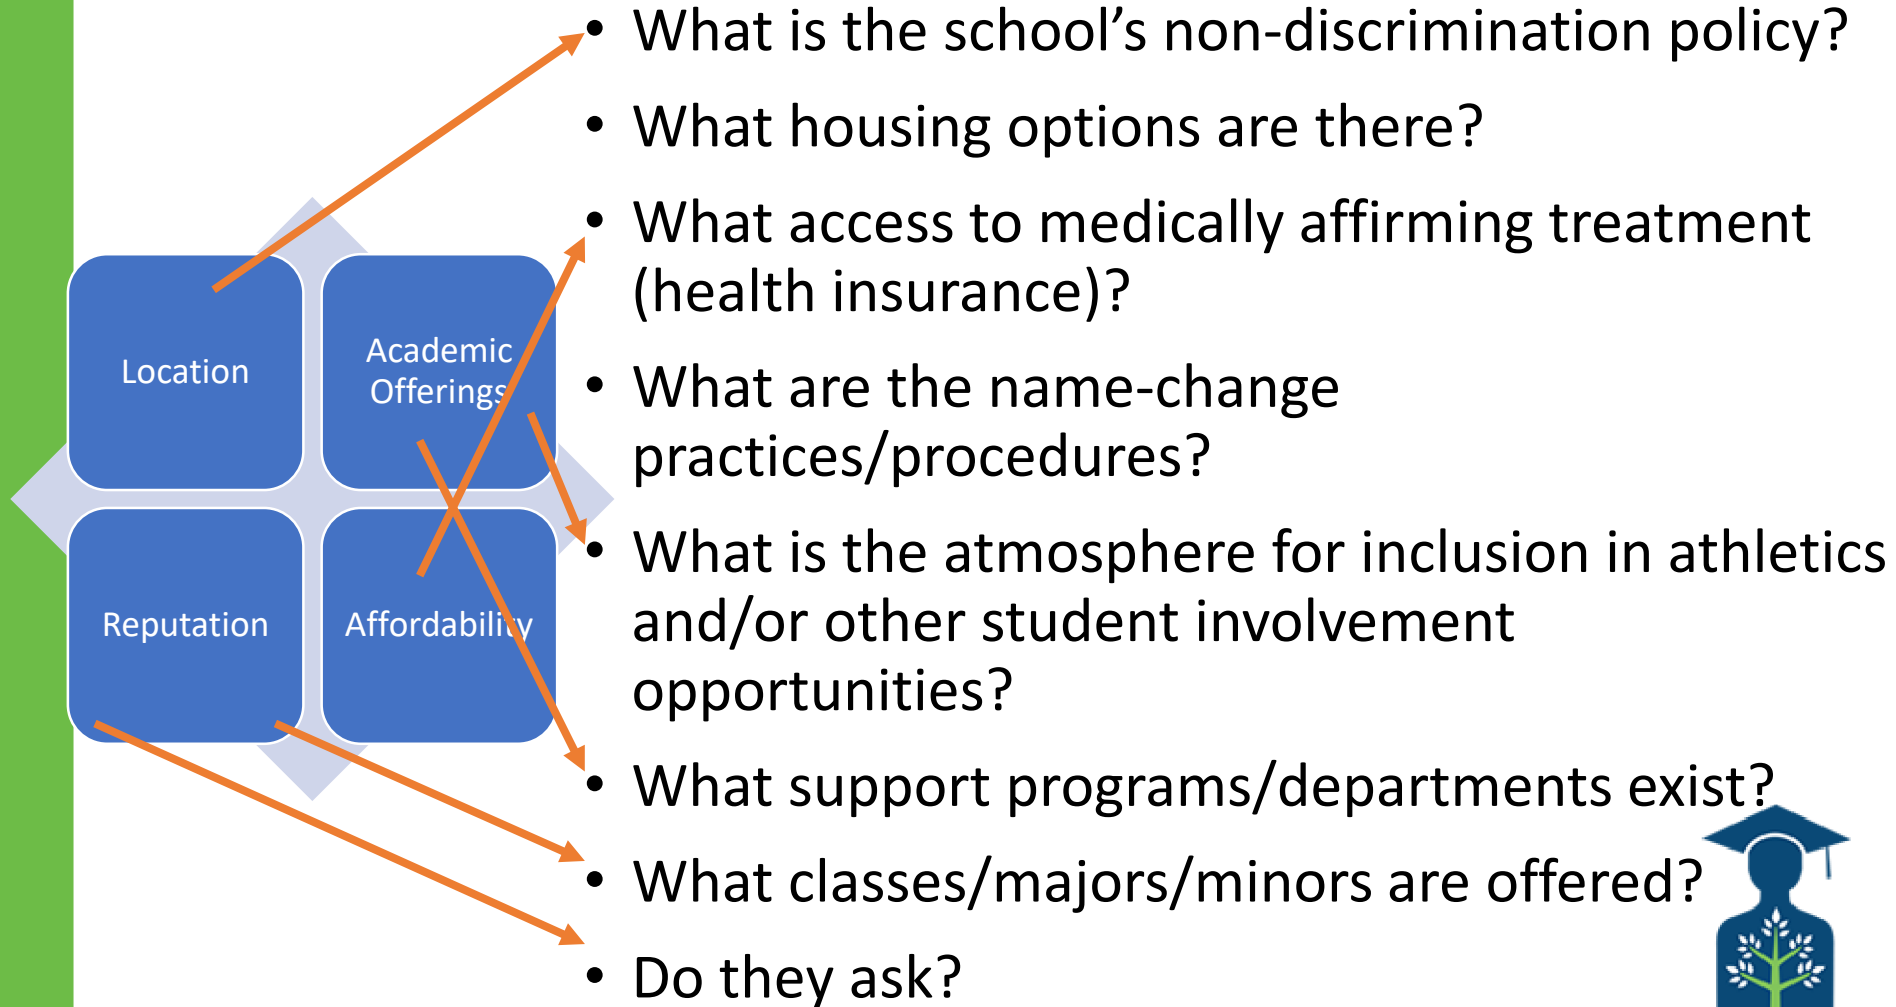 Location
Academic
Offerings
Reputation
Affordability
• What is the school’s non-discrimination policy?
• What housing options are there?
• What access to medically affirming treatment
(health insurance)?
• What are the name-change
practices/procedures?
• What is the atmosphere for inclusion in athletics
and/or other student involvement
opportunities?
• What support programs/departments exist?
• What classes/majors/minors are offered?
• Do they ask?